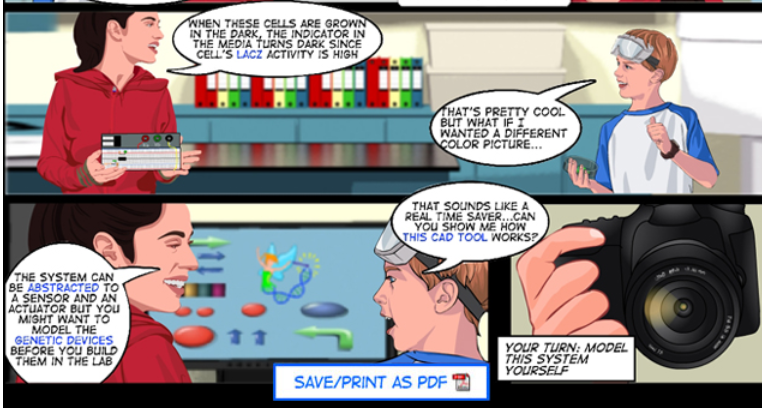 WHEN THESE CELLS ARE GROWN
IN THE DARK, THE INDICATOR IN
THE MEDIA TURNS DARK SINCE
CELL'S LACZ ACTIVITY IS HIGH
THAT'S PRETTY COOL
BUT WHAT IF I
WANTED A DIFFERENT
COLOR PICTURE...
THAT SOUNDS LIKE A
REAL TIME SAVER...CAN
YOU SHOW ME HOW
THIS CAD TOOL WORKS?
THE SYSTEM CAN
BE ABSTRACTED TO
A SENSOR AND AN
ACTUATOR BUT YOU
MIGHT WANT TO
MODEL THE
GENETIC DEVICES
BEFORE YOU BUILD
THEM IN THE LAB
YOUR TURN: MODEL
THIS SYSTEM
YOURSELF
SAVE/PRINT AS PDF